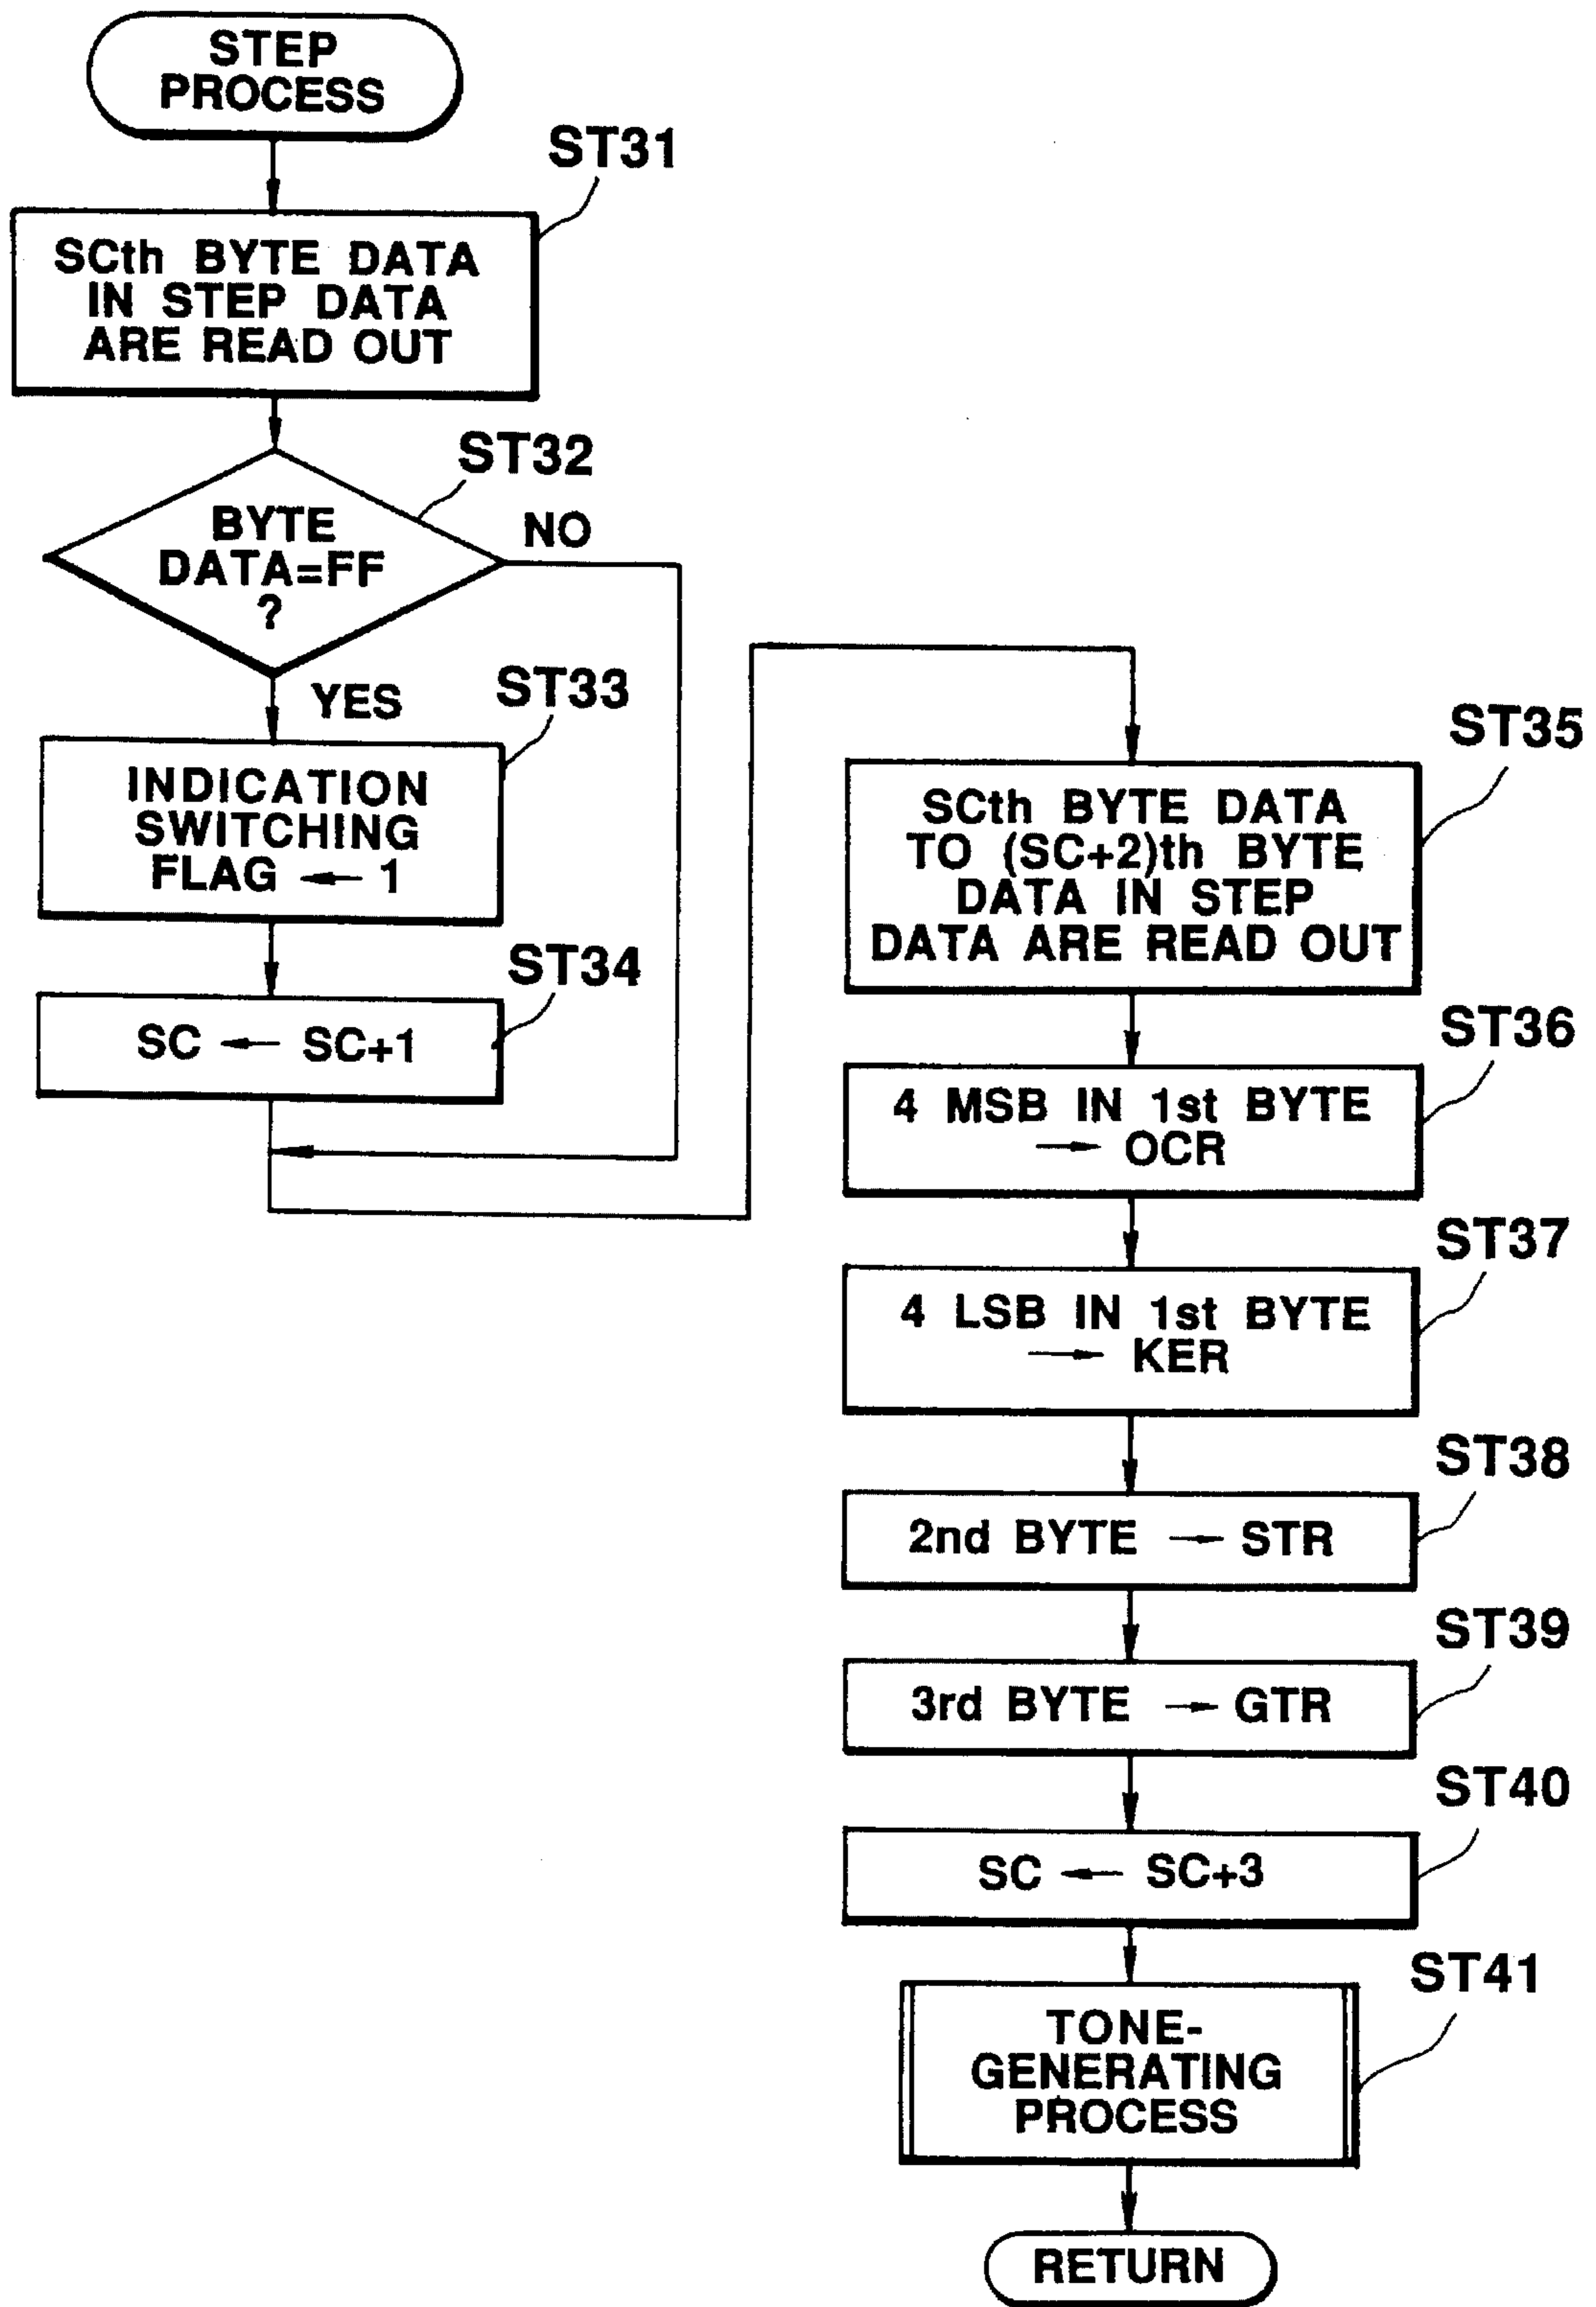 STEP
PROCESS
ST31
SCth BYTE DATA
IN STEP DATA
ARE READ OUT
ST32
BYTE
DATA=FF
?
NO
YES
ST33
INDICATION
SWITCHING
FLAG ← 1
ST34
SC ← SC+1
ST35
SCth BYTE DATA
TO (SC+2)th BYTE
DATA IN STEP
DATA ARE READ OUT
ST36
4 MSB IN 1st BYTE
→ OCR
ST37
4 LSB IN 1st BYTE
→ KER
ST38
2nd BYTE → STR
ST39
3rd BYTE → GTR
ST40
SC ← SC+3
ST41
TONE-
GENERATING
PROCESS
RETURN